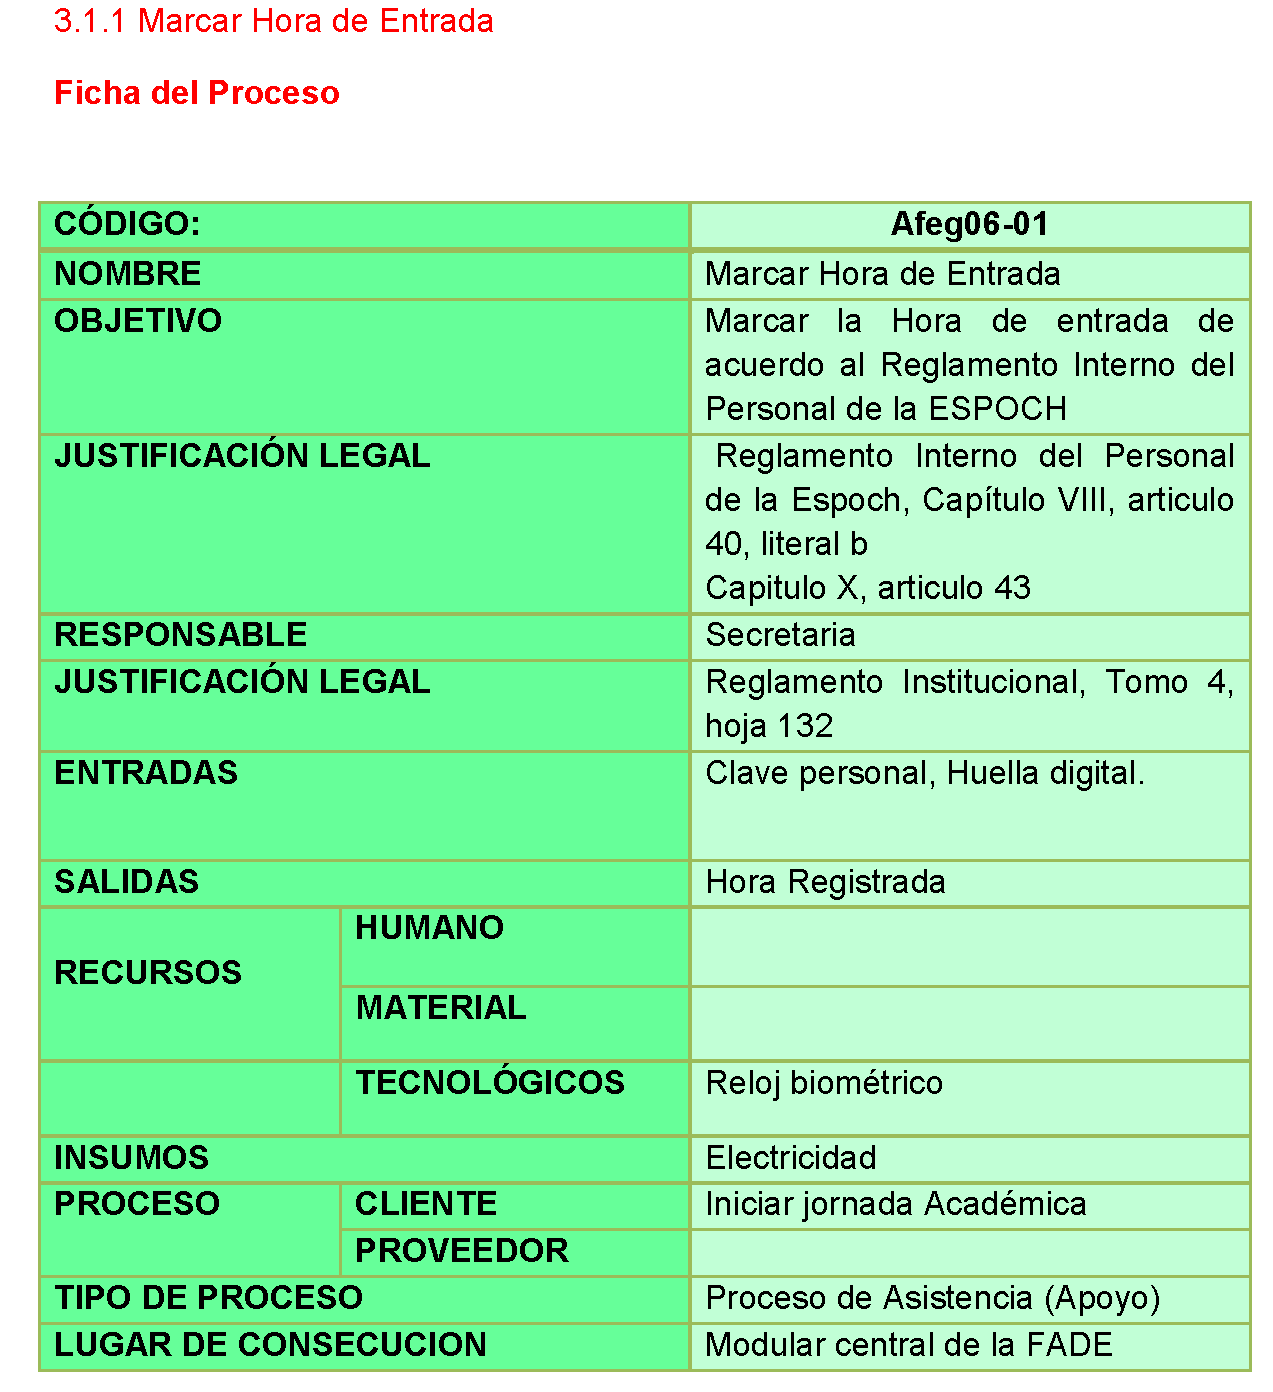 3.1.1 Marcar Hora de Entrada
Ficha del Proceso
CÓDIGO: Afeg06-01
NOMBRE Marcar Hora de Entrada
OBJETIVO Marcar la Hora de entrada de
acuerdo al Reglamento Interno del
Personal de la ESPOCH
JUSTIFICACIÓN LEGAL Reglamento Interno del Personal
de la Espoch, Capítulo VIII, articulo
40, literal b
Capitulo X, articulo 43
RESPONSABLE Secretaria
JUSTIFICACIÓN LEGAL Reglamento Institucional, Tomo 4,
hoja 132
ENTRADAS Clave personal, Huella digital.
SALIDAS Hora Registrada
HUMANO
RECURSOS
MATERIAL
TECNOLÓGICOS Reloj biométrico
INSUMOS Electricidad
PROCESO CLIENTE Iniciar jornada Académica
PROVEEDOR
TIPO DE PROCESO Proceso de Asistencia (Apoyo)
LUGAR DE CONSECUCION Modular central de la FADE